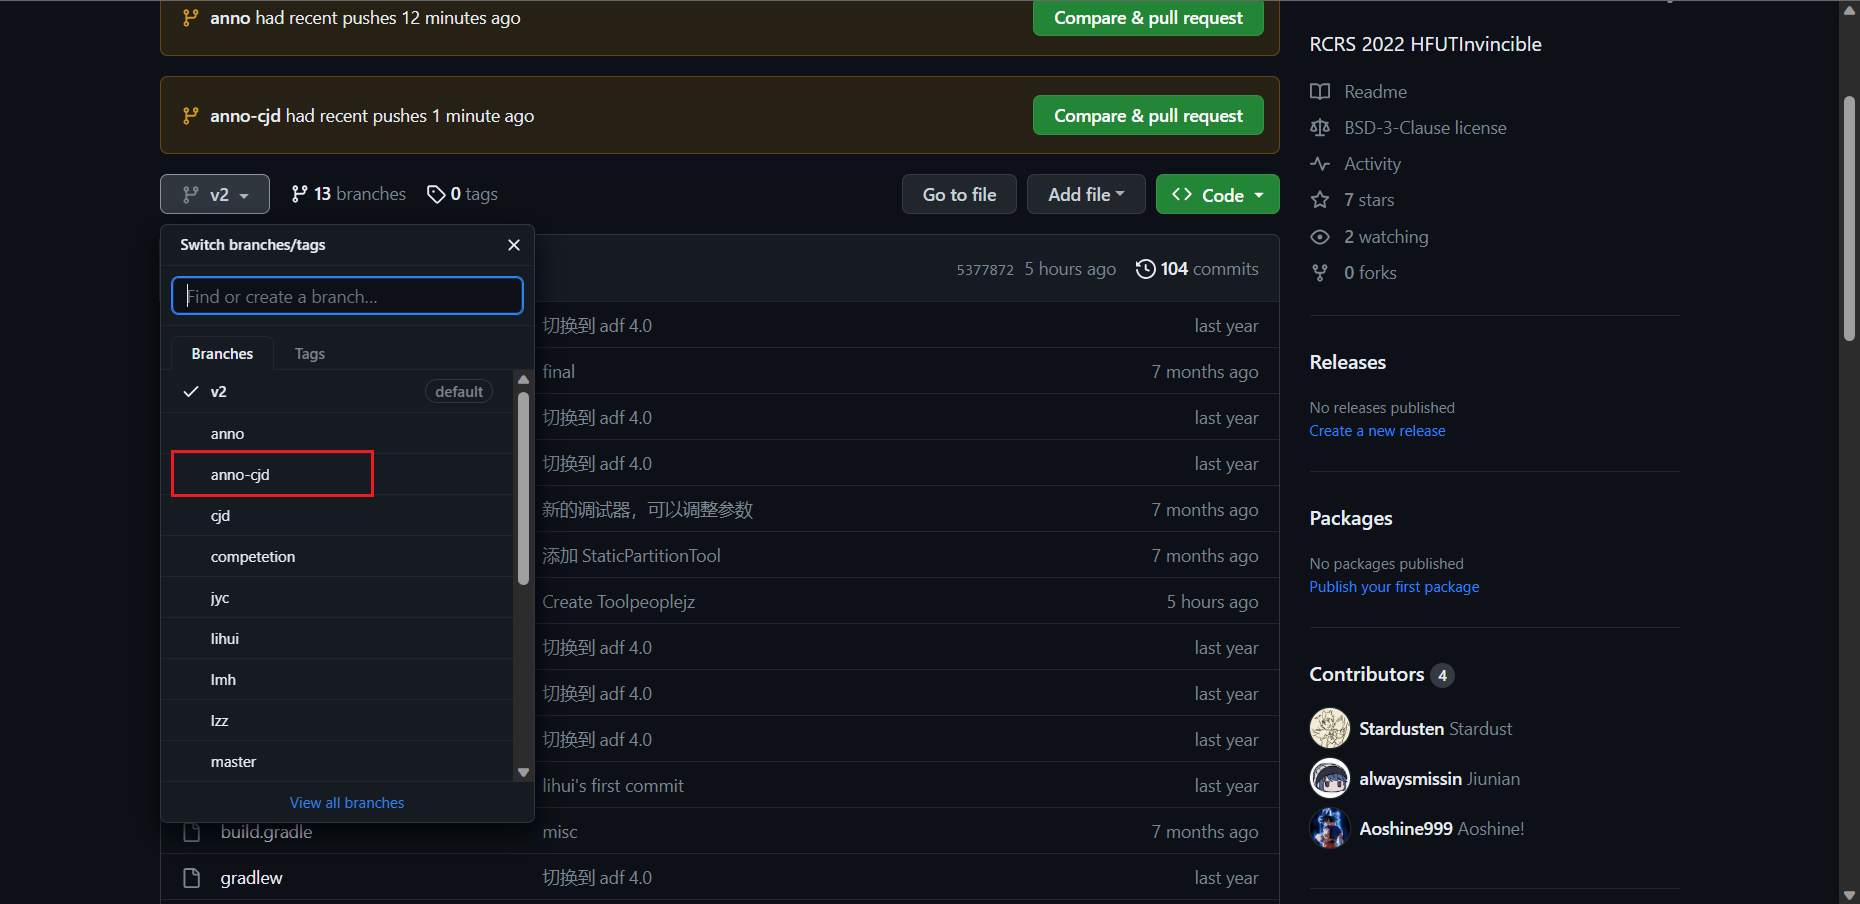 anno had recent pushes 12 minutes ago
Compare & pull request
anno-cjd had recent pushes 1 minute ago
Compare & pull request
v2
13 branches
0 tags
Go to file
Add file
Code
Switch branches/tags
Find or create a branch...
Branches
Tags
v2
default
anno
anno-cjd
cjd
competetion
jyc
lihui
lmh
lzz
master
View all branches
5377872 5 hours ago
104 commits
切换到 adf 4.0
last year
final
7 months ago
切换到 adf 4.0
last year
切换到 adf 4.0
last year
新的调试器，可以调整参数
7 months ago
添加 StaticPartitionTool
7 months ago
Create Toolpeoplejz
5 hours ago
切换到 adf 4.0
last year
切换到 adf 4.0
last year
切换到 adf 4.0
last year
lihui's first commit
last year
build.gradle
misc
7 months ago
gradlew
切换到 adf 4.0
last year
RCRS 2022 HFUTInvincible
Readme
BSD-3-Clause license
Activity
7 stars
2 watching
0 forks
Releases
No releases published
Create a new release
Packages
No packages published
Publish your first package
Contributors 4
Stardusten Stardust
alwaysmissin Jiunian
Aoshine999 Aoshine!